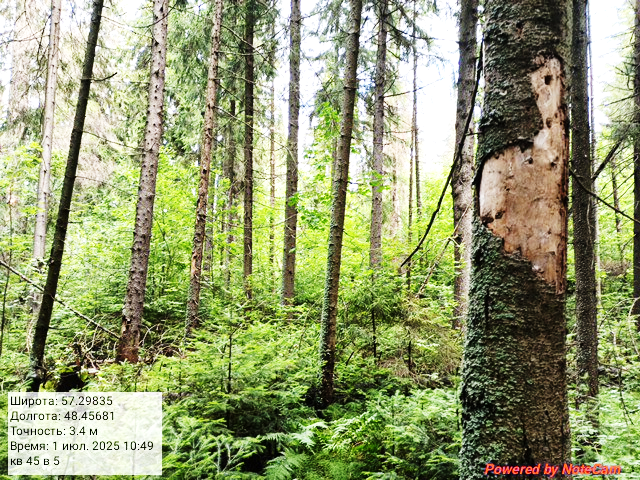 Широта: 57.29835
Долгота: 48.45681
Точность: 3.4 м
Время: 1 июл. 2025 10:49
кв 45 в 5
Powered by NoteCam